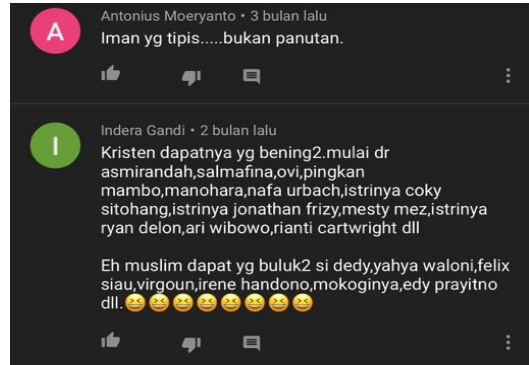 A
Antonius Moeryanto • 3 bulan lalu
Iman yg tipis.....bukan panutan.
I
Indera Gandi • 2 bulan lalu
Kristen dapatnya yg bening2.mulai dr
asmirandah,salmafina,ovi,pingkan
mambo,manohara,nafa urbach,istrinya coky
sitohang,istrinya jonathan frizy,mesty mez,istrinya
ryan delon,ari wibowo,rianti cartwright dll
Eh muslim dapat yg buluk2 si dedy,yahya waloni,felix
siau,virgoun,irene handono,mokoginya,edy prayitno
dll.😆😆😆😆😆😆😆😆